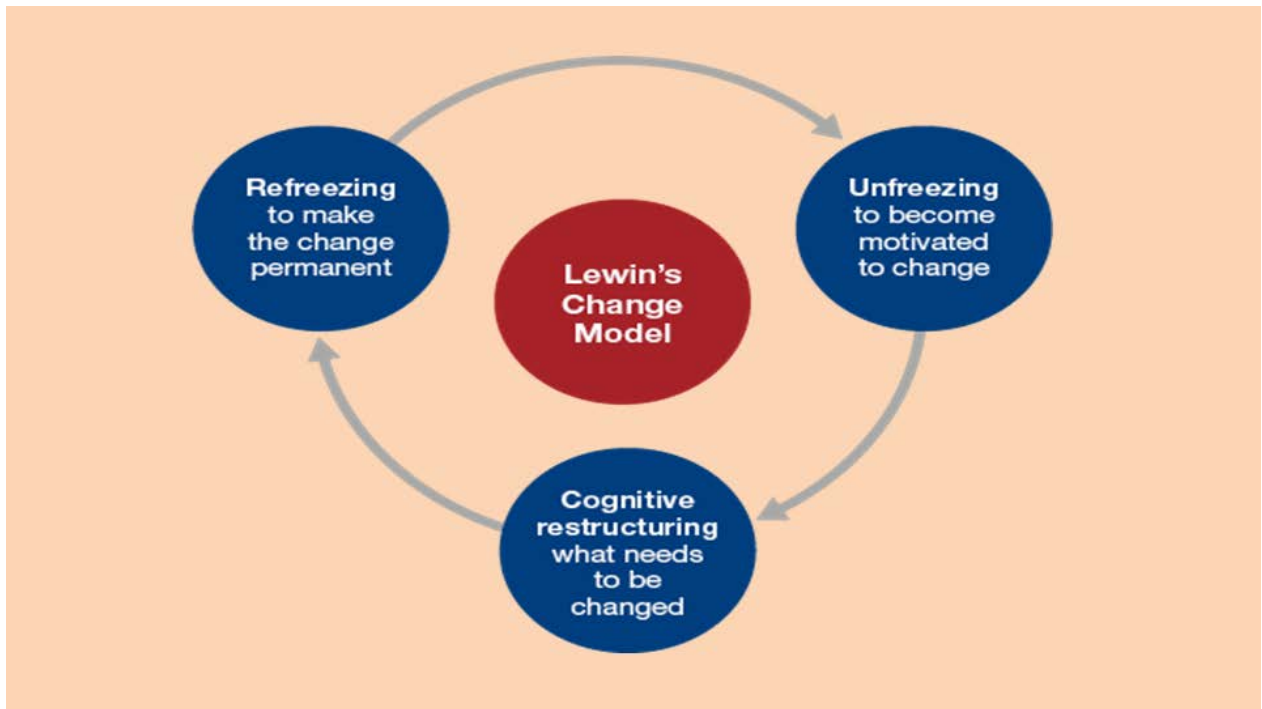 Refreezing
to make
the change
permanent
Unfreezing
to become
motivated
to change
Lewin’s
Change
Model
Cognitive
restructuring
what needs
to be
changed